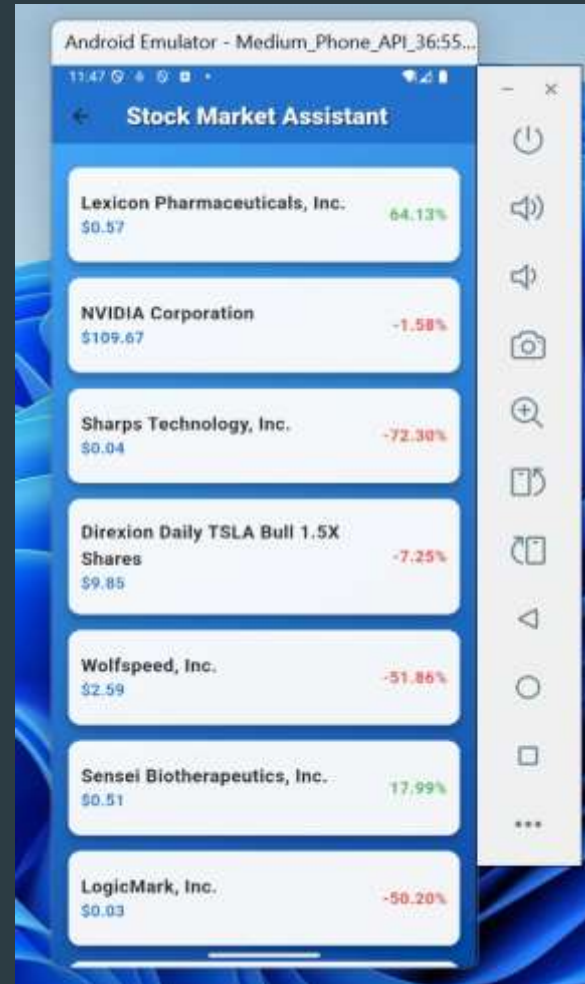 Android Emulator - Medium_Phone_API_36:55...
11:47
Stock Market Assistant
Lexicon Pharmaceuticals, Inc.
64.13%
$0.57
NVIDIA Corporation
-1.58%
$109.67
Sharps Technology, Inc.
-72.30%
$0.04
Direxion Daily TSLA Bull 1.5X
Shares
-7.25%
$9.85
Wolfspeed, Inc.
-51.86%
$2.59
Sensei Biotherapeutics, Inc.
17.99%
$0.51
LogicMark, Inc.
-50.20%
$0.03